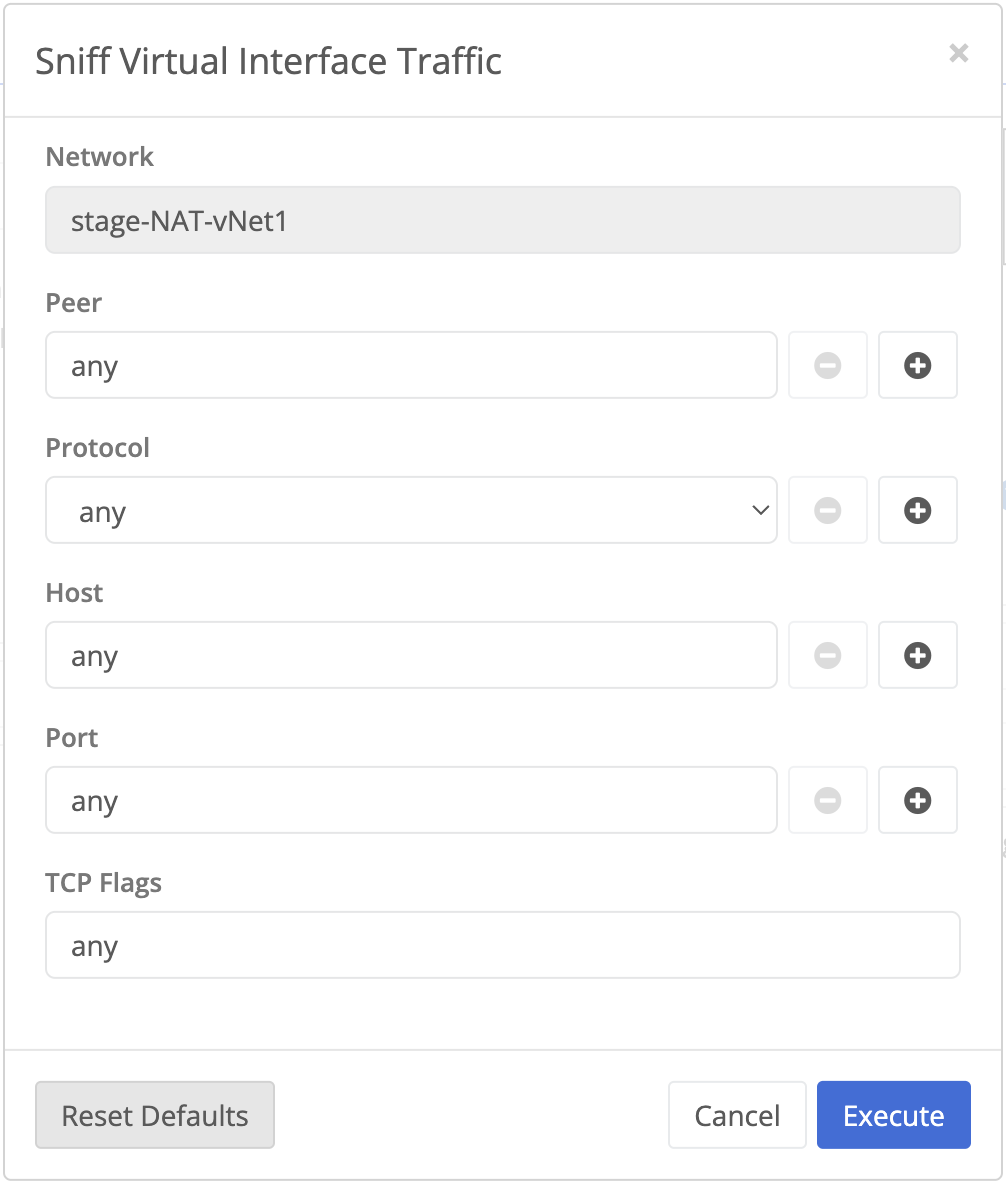 Sniff Virtual Interface Traffic
Network
stage-NAT-vNet1
Peer
any
Protocol
any
Host
any
Port
any
TCP Flags
any
Reset Defaults
Cancel
Execute